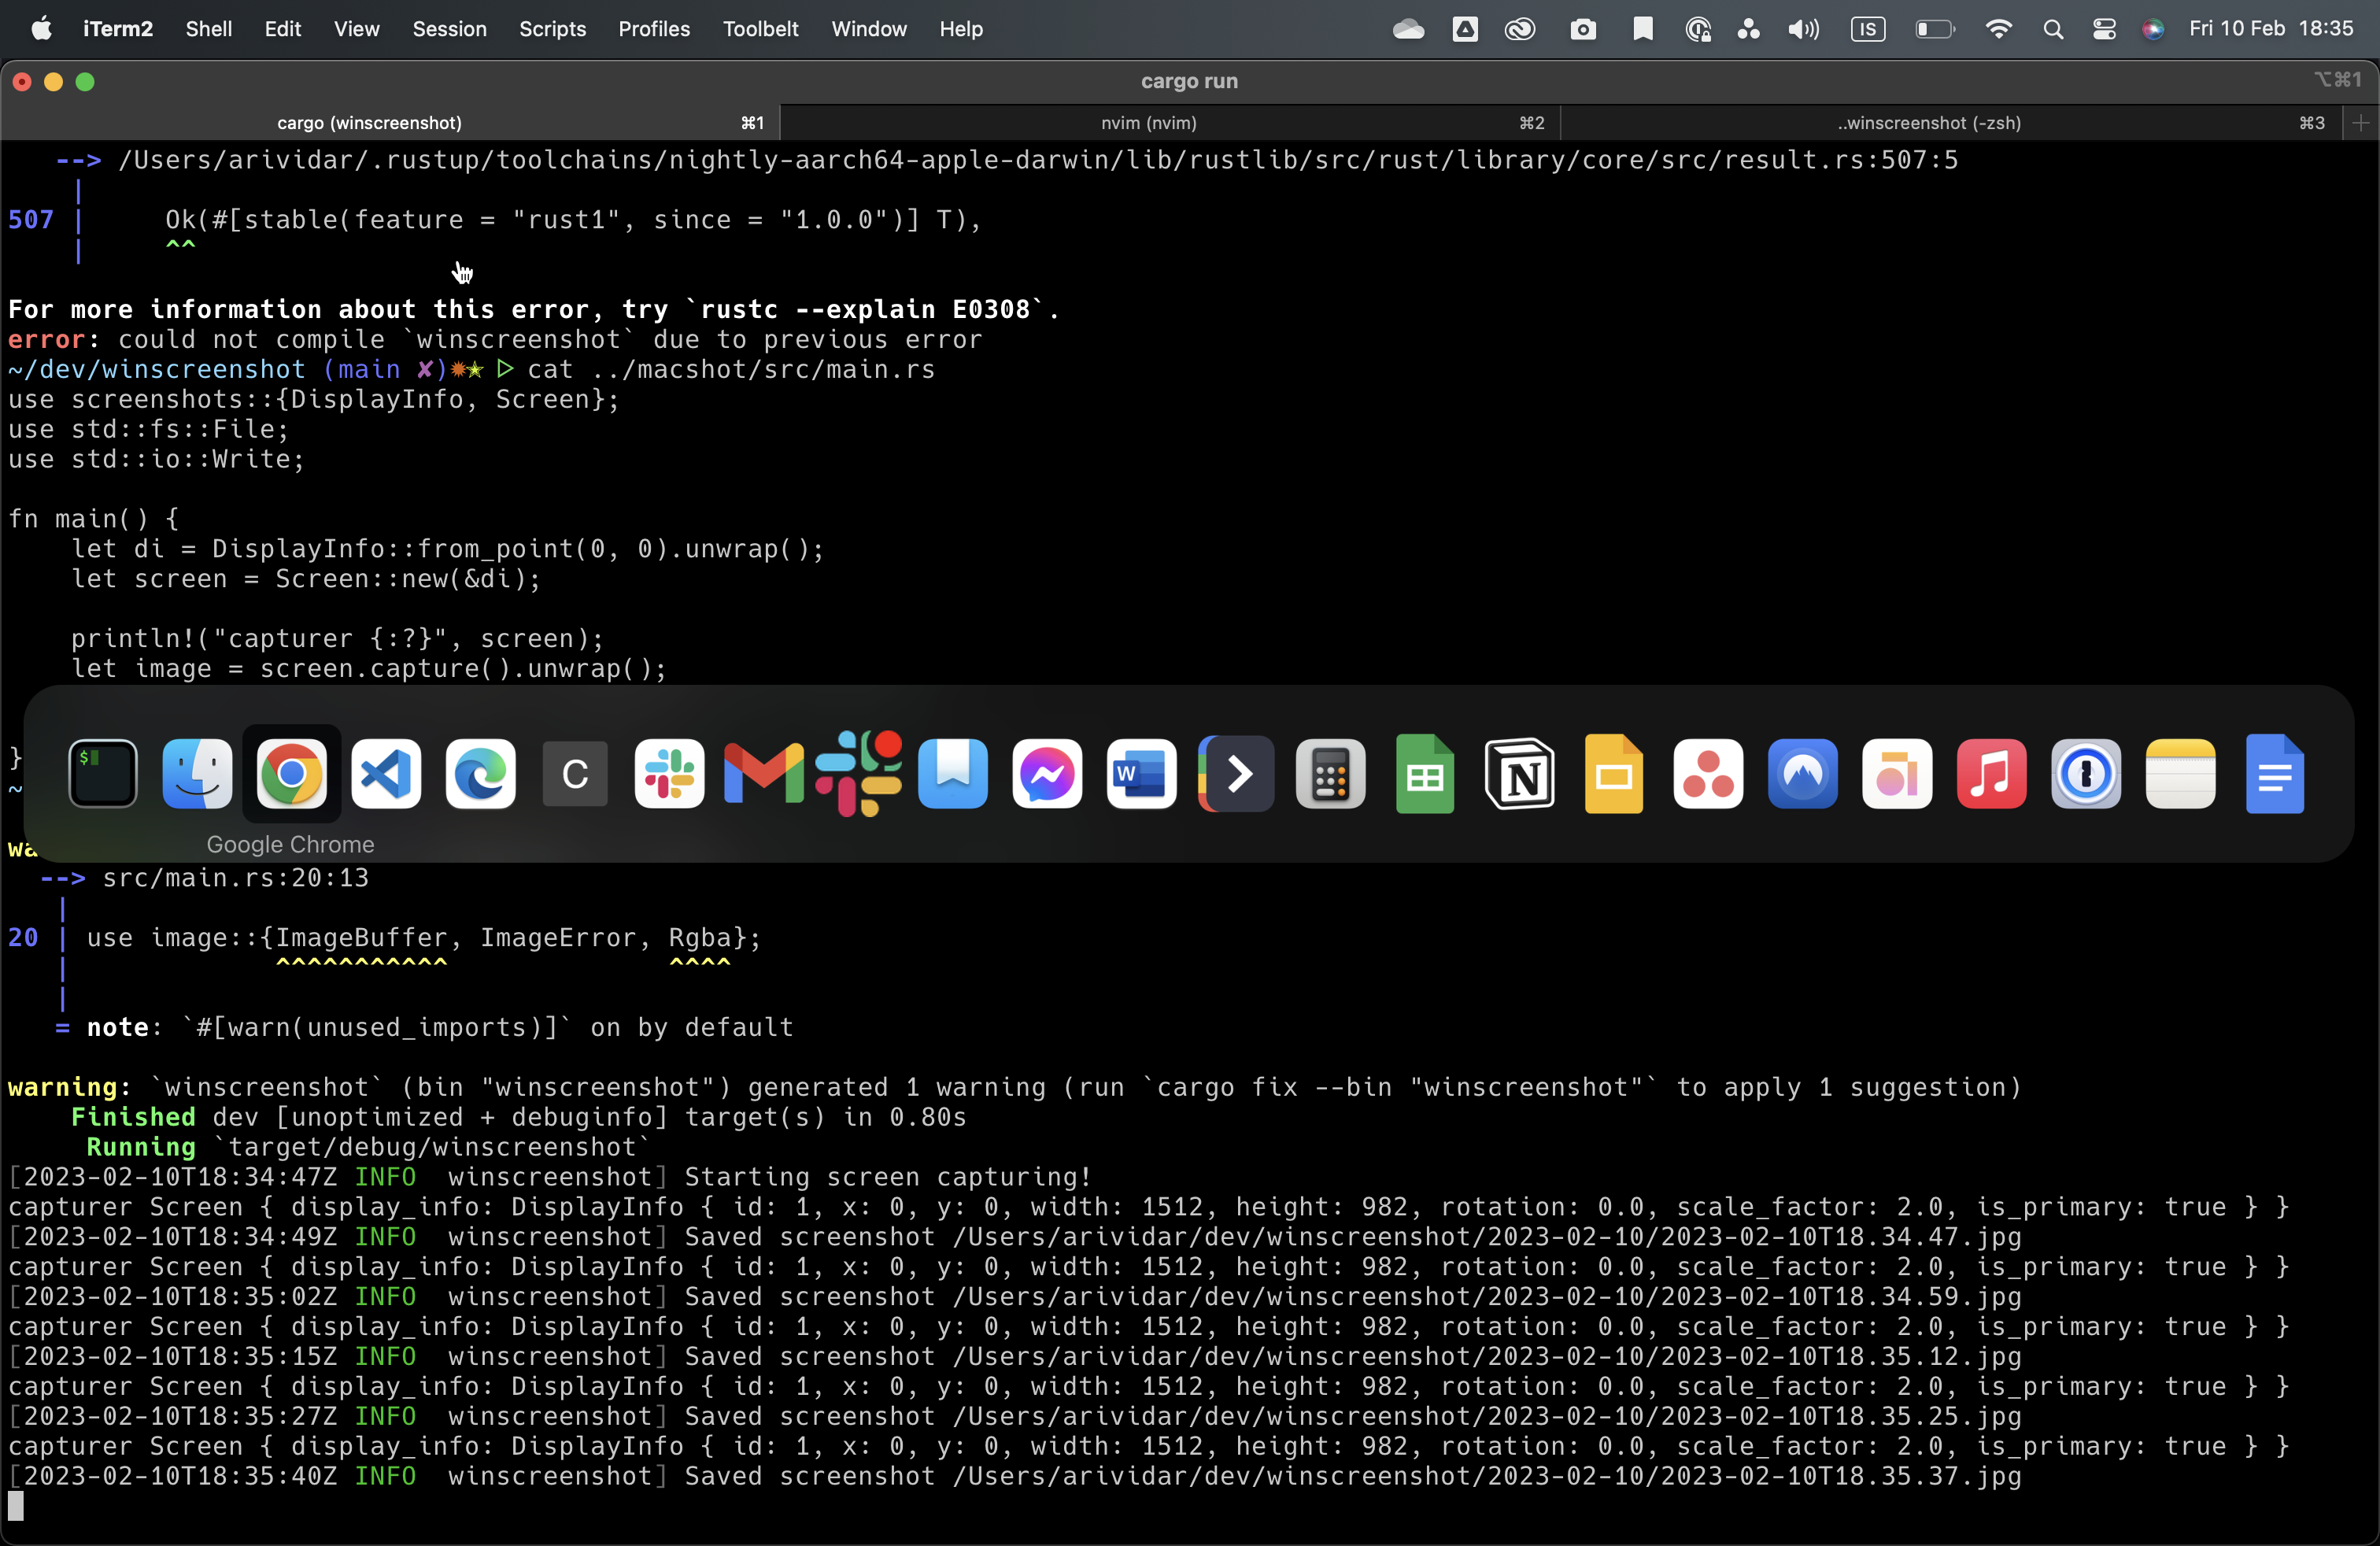 iTerm2 Shell Edit View Session Scripts Profiles Toolbelt Window Help IS Fri 10 Feb 18:35
cargo run ⌥⌘1
cargo (winscreenshot) ⌘1 nvim (nvim) ⌘2 ..winscreenshot (-zsh) ⌘3
--> /Users/arividar/.rustup/toolchains/nightly-aarch64-apple-darwin/lib/rustlib/src/rust/library/core/src/result.rs:507:5
|
507 | Ok(#[stable(feature = "rust1", since = "1.0.0")] T),
| ^^
For more information about this error, try `rustc --explain E0308`.
error: could not compile `winscreenshot` due to previous error
~/dev/winscreenshot (main ✘)✹✭ ▷ cat ../macshot/src/main.rs
use screenshots::{DisplayInfo, Screen};
use std::fs::File;
use std::io::Write;
fn main() {
let di = DisplayInfo::from_point(0, 0).unwrap();
let screen = Screen::new(&di);
println!("capturer {:?}", screen);
let image = screen.capture().unwrap();
}
~
$ C W N
Google Chrome
wa
--> src/main.rs:20:13
|
20 | use image::{ImageBuffer, ImageError, Rgba};
| ^^^^^^^^^^^ ^^^^
|
= note: `#[warn(unused_imports)]` on by default
warning: `winscreenshot` (bin "winscreenshot") generated 1 warning (run `cargo fix --bin "winscreenshot"` to apply 1 suggestion)
Finished dev [unoptimized + debuginfo] target(s) in 0.80s
Running `target/debug/winscreenshot`
[2023-02-10T18:34:47Z INFO winscreenshot] Starting screen capturing!
capturer Screen { display_info: DisplayInfo { id: 1, x: 0, y: 0, width: 1512, height: 982, rotation: 0.0, scale_factor: 2.0, is_primary: true } }
[2023-02-10T18:34:49Z INFO winscreenshot] Saved screenshot /Users/arividar/dev/winscreenshot/2023-02-10/2023-02-10T18.34.47.jpg
capturer Screen { display_info: DisplayInfo { id: 1, x: 0, y: 0, width: 1512, height: 982, rotation: 0.0, scale_factor: 2.0, is_primary: true } }
[2023-02-10T18:35:02Z INFO winscreenshot] Saved screenshot /Users/arividar/dev/winscreenshot/2023-02-10/2023-02-10T18.34.59.jpg
capturer Screen { display_info: DisplayInfo { id: 1, x: 0, y: 0, width: 1512, height: 982, rotation: 0.0, scale_factor: 2.0, is_primary: true } }
[2023-02-10T18:35:15Z INFO winscreenshot] Saved screenshot /Users/arividar/dev/winscreenshot/2023-02-10/2023-02-10T18.35.12.jpg
capturer Screen { display_info: DisplayInfo { id: 1, x: 0, y: 0, width: 1512, height: 982, rotation: 0.0, scale_factor: 2.0, is_primary: true } }
[2023-02-10T18:35:27Z INFO winscreenshot] Saved screenshot /Users/arividar/dev/winscreenshot/2023-02-10/2023-02-10T18.35.25.jpg
capturer Screen { display_info: DisplayInfo { id: 1, x: 0, y: 0, width: 1512, height: 982, rotation: 0.0, scale_factor: 2.0, is_primary: true } }
[2023-02-10T18:35:40Z INFO winscreenshot] Saved screenshot /Users/arividar/dev/winscreenshot/2023-02-10/2023-02-10T18.35.37.jpg